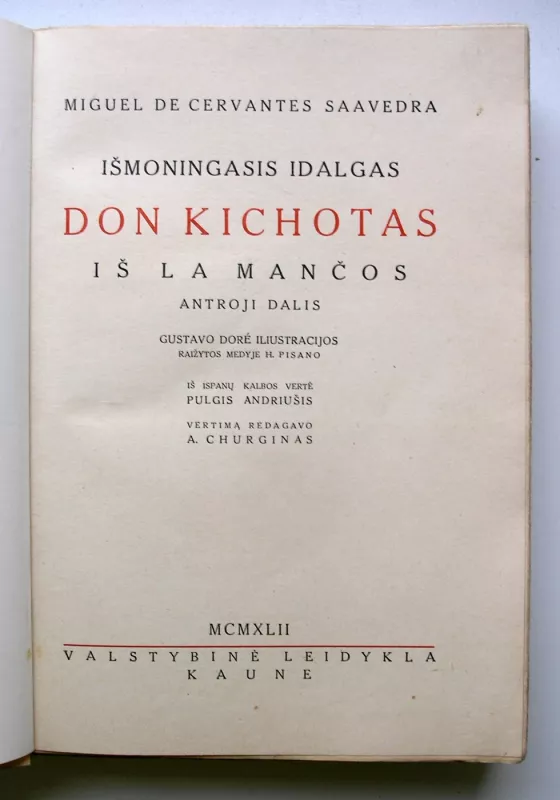 MIGUEL DE CERVANTES SAAVEDRA
IŠMONINGASIS IDALGAS
DON KICHOTAS
IŠ LA MANČOS
ANTROJI DALIS
GUSTAVO DORÉ ILIUSTRACIJOS
RAIŽYTOS MEDYJE H. PISANO
IŠ ISPANŲ KALBOS VERTĖ
PULGIS ANDRIUŠIS
VERTIMĄ REDAGAVO
A. CHURGINAS
MCMXLII
VALSTYBINĖ LEIDYKLA
KAUNE